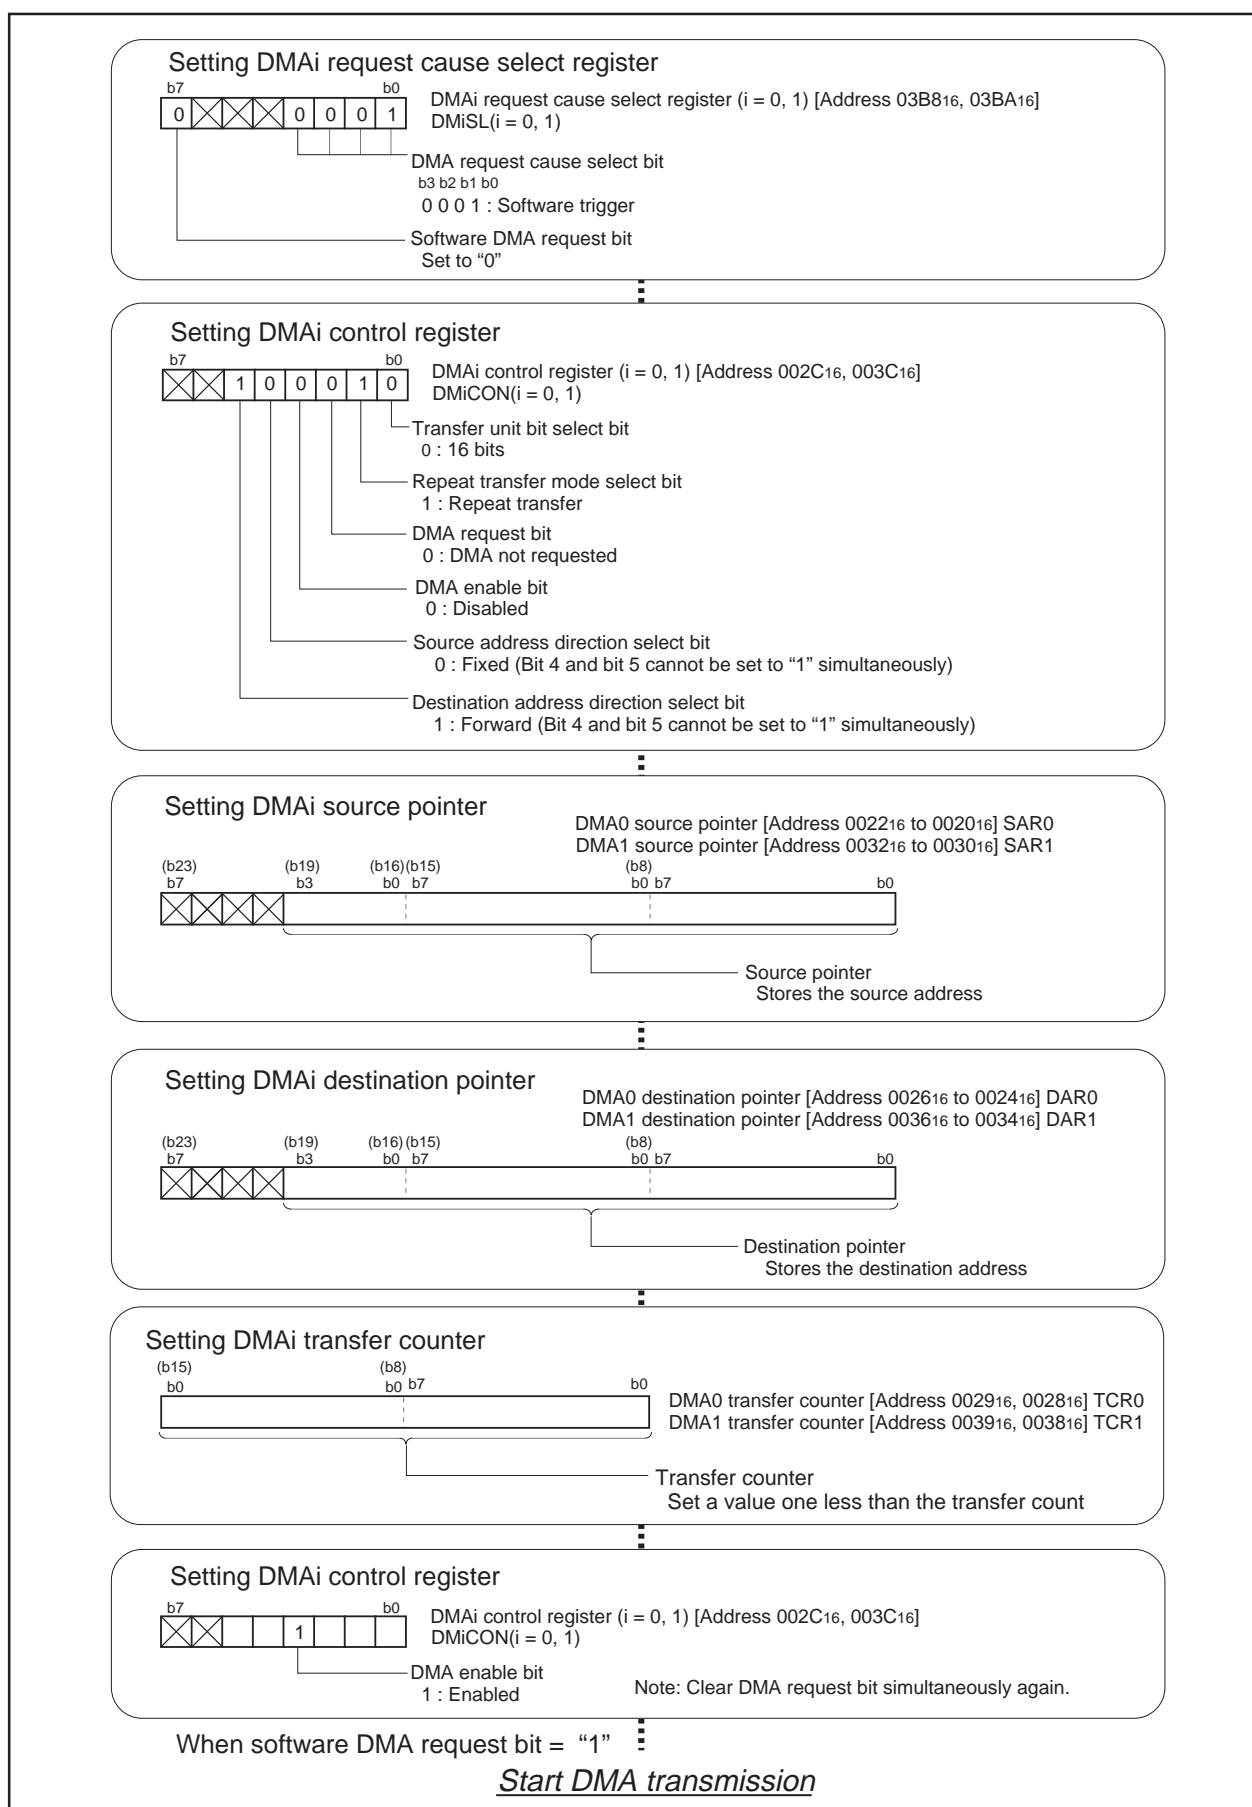 Setting DMAi request cause select register
b7 b0
0 0 0 0 1
DMAi request cause select register (i = 0, 1) [Address 03B816, 03BA16]
DMiSL(i = 0, 1)
DMA request cause select bit
b3 b2 b1 b0
0 0 0 1 : Software trigger
Software DMA request bit
Set to “0”
Setting DMAi control register
b7 b0
1 0 0 0 1 0
DMAi control register (i = 0, 1) [Address 002C16, 003C16]
DMiCON(i = 0, 1)
Transfer unit bit select bit
0 : 16 bits
Repeat transfer mode select bit
1 : Repeat transfer
DMA request bit
0 : DMA not requested
DMA enable bit
0 : Disabled
Source address direction select bit
0 : Fixed (Bit 4 and bit 5 cannot be set to “1” simultaneously)
Destination address direction select bit
1 : Forward (Bit 4 and bit 5 cannot be set to “1” simultaneously)
Setting DMAi source pointer
DMA0 source pointer [Address 002216 to 002016] SAR0
DMA1 source pointer [Address 003216 to 003016] SAR1
(b23) (b19) (b16) (b15) (b8)
b7 b3 b0 b7 b0 b7 b0
Source pointer
Stores the source address
Setting DMAi destination pointer
DMA0 destination pointer [Address 002616 to 002416] DAR0
DMA1 destination pointer [Address 003616 to 003416] DAR1
(b23) (b19) (b16) (b15) (b8)
b7 b3 b0 b7 b0 b7 b0
Destination pointer
Stores the destination address
Setting DMAi transfer counter
(b15) (b8)
b0 b0 b7 b0
DMA0 transfer counter [Address 002916, 002816] TCR0
DMA1 transfer counter [Address 003916, 003816] TCR1
Transfer counter
Set a value one less than the transfer count
Setting DMAi control register
b7 b0
1
DMAi control register (i = 0, 1) [Address 002C16, 003C16]
DMiCON(i = 0, 1)
DMA enable bit
1 : Enabled
Note: Clear DMA request bit simultaneously again.
When software DMA request bit = “1”
Start DMA transmission